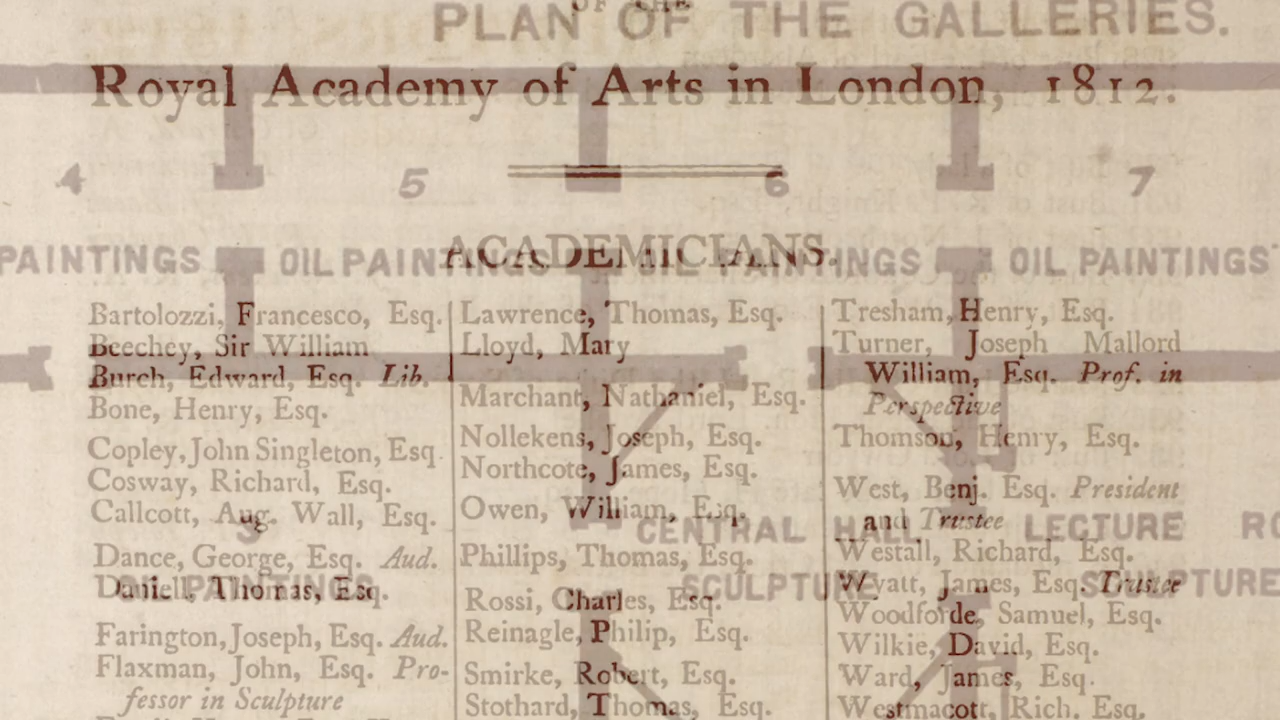 OF THE
PLAN OF THE GALLERIES.
Royal Academy of Arts in London, 1812.
4 5 6 7
ACADEMICIANS.
PAINTINGS OIL PAINTINGS OIL PAINTINGS OIL PAINTINGS
Bartolozzi, Francesco, Esq.
Beechey, Sir William
Burch, Edward, Esq. Lib.
Bone, Henry, Esq.
Copley, John Singleton, Esq.
Cosway, Richard, Esq.
Callcott, Aug. Wall, Esq.
3
Dance, George, Esq. Aud.
Daniell, Thomas, Esq.
OIL PAINTINGS
Farington, Joseph, Esq. Aud.
Flaxman, John, Esq. Pro-
fessor in Sculpture
Lawrence, Thomas, Esq.
Lloyd, Mary
Marchant, Nathaniel, Esq.
Nollekens, Joseph, Esq.
Northcote, James, Esq.
Owen, William, Esq.
CENTRAL HALL
Phillips, Thomas, Esq.
SCULPTURE
Rossi, Charles, Esq.
Reinagle, Philip, Esq.
Smirke, Robert, Esq.
Stothard, Thomas, Esq.
Tresham, Henry, Esq.
Turner, Joseph Mallord
William, Esq. Prof. in
Perspective
Thomson, Henry, Esq.
West, Benj. Esq. President
and Trustee
LECTURE
Westall, Richard, Esq.
Wyatt, James, Esq. Trustee
SCULPTURE
Woodforde, Samuel, Esq.
Wilkie, David, Esq.
Ward, James, Esq.
Westmacott, Rich. Esq.